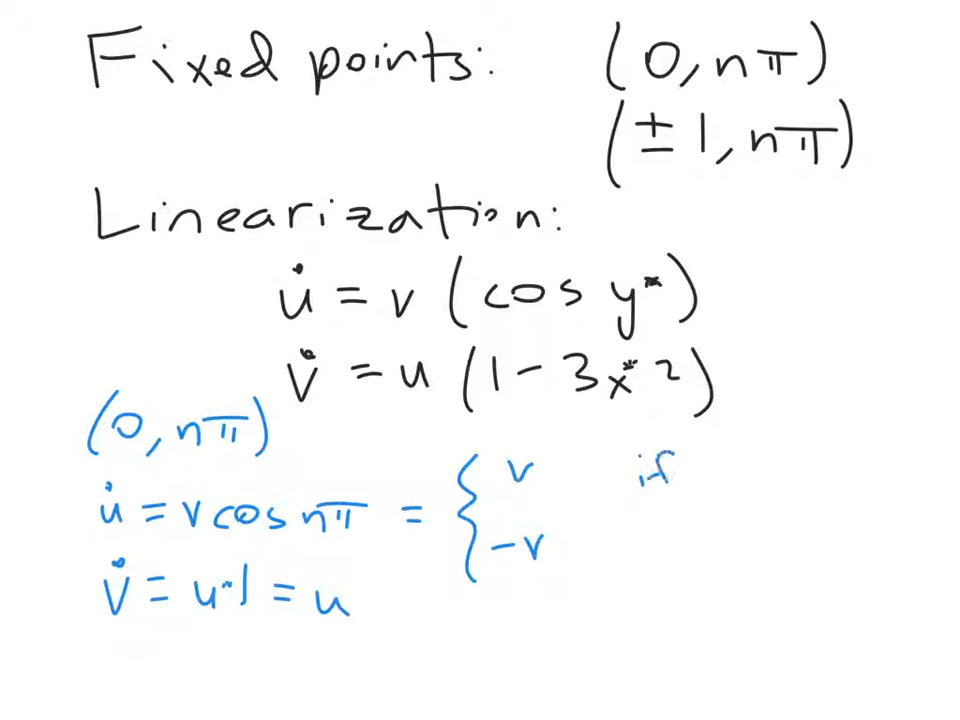 Fixed points: (0, nπ)
(±1, nπ)
Linearization:
u̇ = v (cos y*)
v̇ = u (1 - 3x*²)
(0, nπ)
u̇ = v cos nπ = { v if
-v
v̇ = u·1 = u